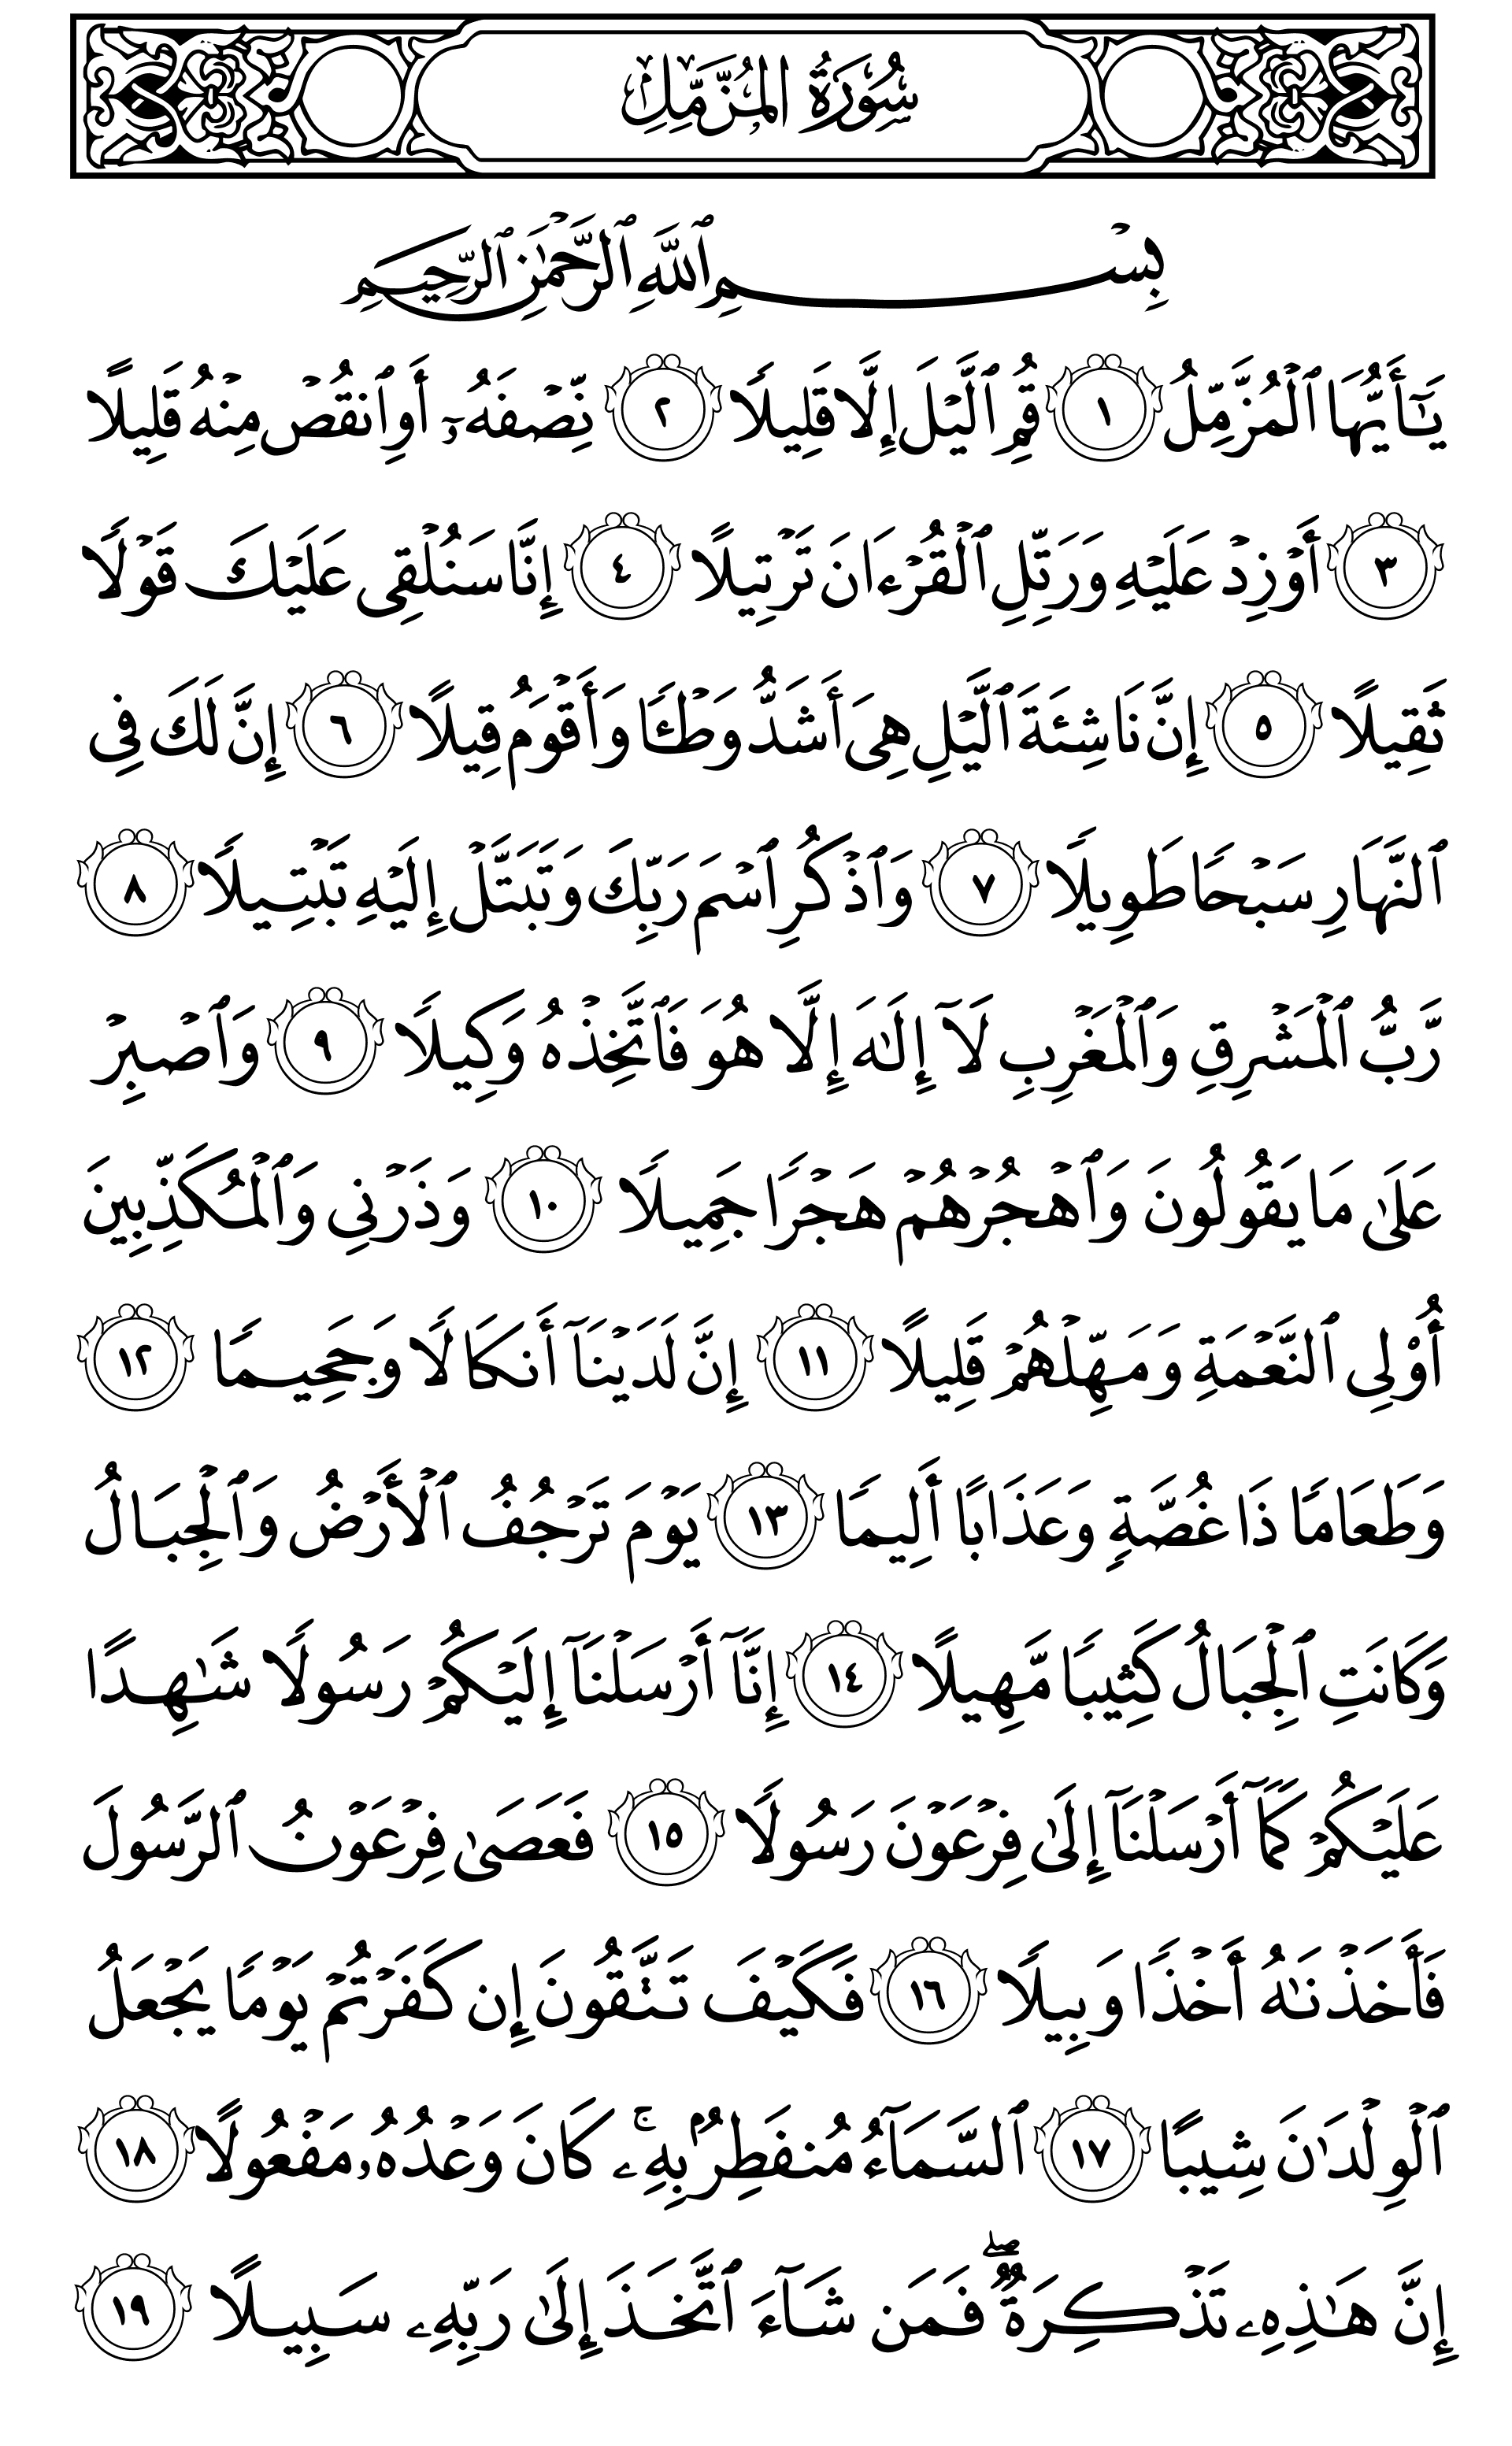 سُورَةُ المُزَّمِّلِ
بِسۡمِ ٱللَّهِ ٱلرَّحۡمَٰنِ ٱلرَّحِيمِ
يَٰٓأَيُّهَا ٱلۡمُزَّمِّلُ ١ قُمِ ٱلَّيۡلَ إِلَّا قَلِيلٗا ٢ نِّصۡفَهُۥٓ أَوِ ٱنقُصۡ مِنۡهُ قَلِيلًا
٣ أَوۡ زِدۡ عَلَيۡهِ وَرَتِّلِ ٱلۡقُرۡءَانَ تَرۡتِيلًا ٤ إِنَّا سَنُلۡقِي عَلَيۡكَ قَوۡلٗا
ثَقِيلًا ٥ إِنَّ نَاشِئَةَ ٱلَّيۡلِ هِيَ أَشَدُّ وَطۡـٔٗا وَأَقۡوَمُ قِيلًا ٦ إِنَّ لَكَ فِي
ٱلنَّهَارِ سَبۡحٗا طَوِيلٗا ٧ وَٱذۡكُرِ ٱسۡمَ رَبِّكَ وَتَبَتَّلۡ إِلَيۡهِ تَبۡتِيلٗا ٨
رَّبُّ ٱلۡمَشۡرِقِ وَٱلۡمَغۡرِبِ لَآ إِلَٰهَ إِلَّا هُوَ فَٱتَّخِذۡهُ وَكِيلٗا ٩ وَٱصۡبِرۡ
عَلَىٰ مَا يَقُولُونَ وَٱهۡجُرۡهُمۡ هَجۡرٗا جَمِيلٗا ١٠ وَذَرۡنِي وَٱلۡمُكَذِّبِينَ
أُوْلِي ٱلنَّعۡمَةِ وَمَهِّلۡهُمۡ قَلِيلًا ١١ إِنَّ لَدَيۡنَآ أَنكَالٗا وَجَحِيمٗا ١٢
وَطَعَامٗا ذَا غُصَّةٖ وَعَذَابًا أَلِيمٗا ١٣ يَوۡمَ تَرۡجُفُ ٱلۡأَرۡضُ وَٱلۡجِبَالُ
وَكَانَتِ ٱلۡجِبَالُ كَثِيبٗا مَّهِيلًا ١٤ إِنَّآ أَرۡسَلۡنَآ إِلَيۡكُمۡ رَسُولٗا شَٰهِدًا
عَلَيۡكُمۡ كَمَآ أَرۡسَلۡنَآ إِلَىٰ فِرۡعَوۡنَ رَسُولٗا ١٥ فَعَصَىٰ فِرۡعَوۡنُ ٱلرَّسُولَ
فَأَخَذۡنَٰهُ أَخۡذٗا وَبِيلٗا ١٦ فَكَيۡفَ تَتَّقُونَ إِن كَفَرۡتُمۡ يَوۡمٗا يَجۡعَلُ
ٱلۡوِلۡدَٰنَ شِيبًا ١٧ ٱلسَّمَآءُ مُنفَطِرُۢ بِهِۦۚ كَانَ وَعۡدُهُۥ مَفۡعُولًا ١٨
إِنَّ هَٰذِهِۦ تَذۡكِرَةٞۖ فَمَن شَآءَ ٱتَّخَذَ إِلَىٰ رَبِّهِۦ سَبِيلًا ١٩